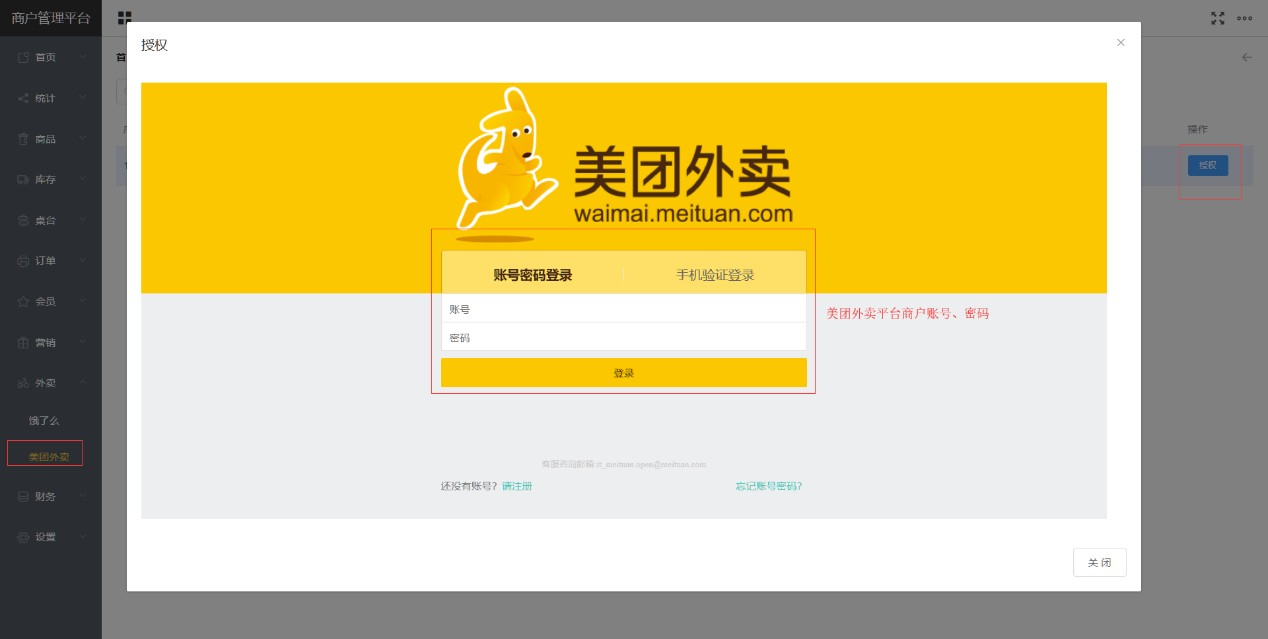 商户管理平台
首页
统计
商品
库存
桌台
订单
会员
营销
外卖
饿了么
美团外卖
财务
设置
首
操作
授权
授权
美团外卖
waimai.meituan.com
账号密码登录
手机验证登录
账号
密码
登录
美团外卖平台商户账号、密码
还没有账号？请注册
忘记账号密码？
关 闭